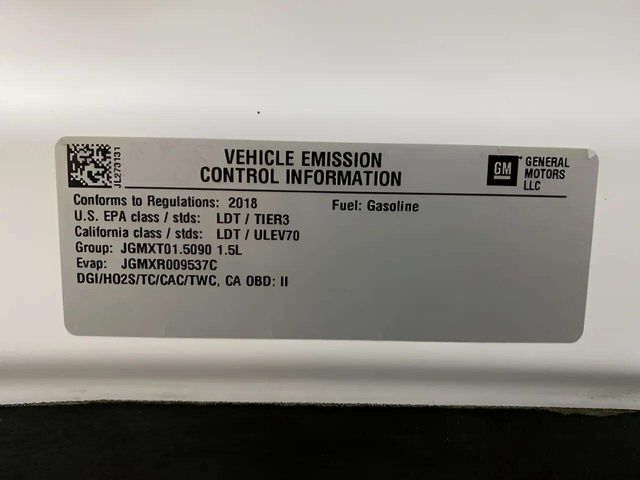 JL273131
VEHICLE EMISSION
CONTROL INFORMATION
GM
GENERAL
MOTORS
LLC
Conforms to Regulations: 2018
Fuel: Gasoline
U.S. EPA class / stds: LDT / TIER3
California class / stds: LDT / ULEV70
Group: JGMXT01.5090 1.5L
Evap: JGMXR009537C
DGI/HO2S/TC/CAC/TWC, CA OBD: II